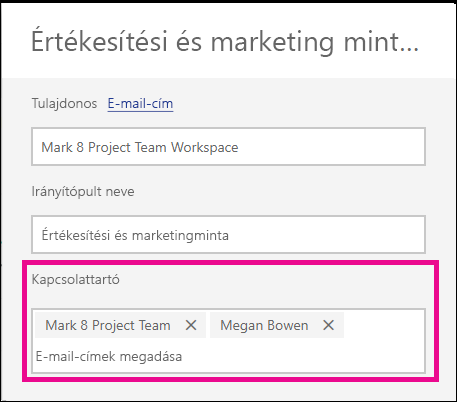 Értékesítési és marketing mint...
Tulajdonos E-mail-cím
Mark 8 Project Team Workspace
Irányítópult neve
Értékesítési és marketingminta
Kapcsolattartó
Mark 8 Project Team Megan Bowen
E-mail-címek megadása